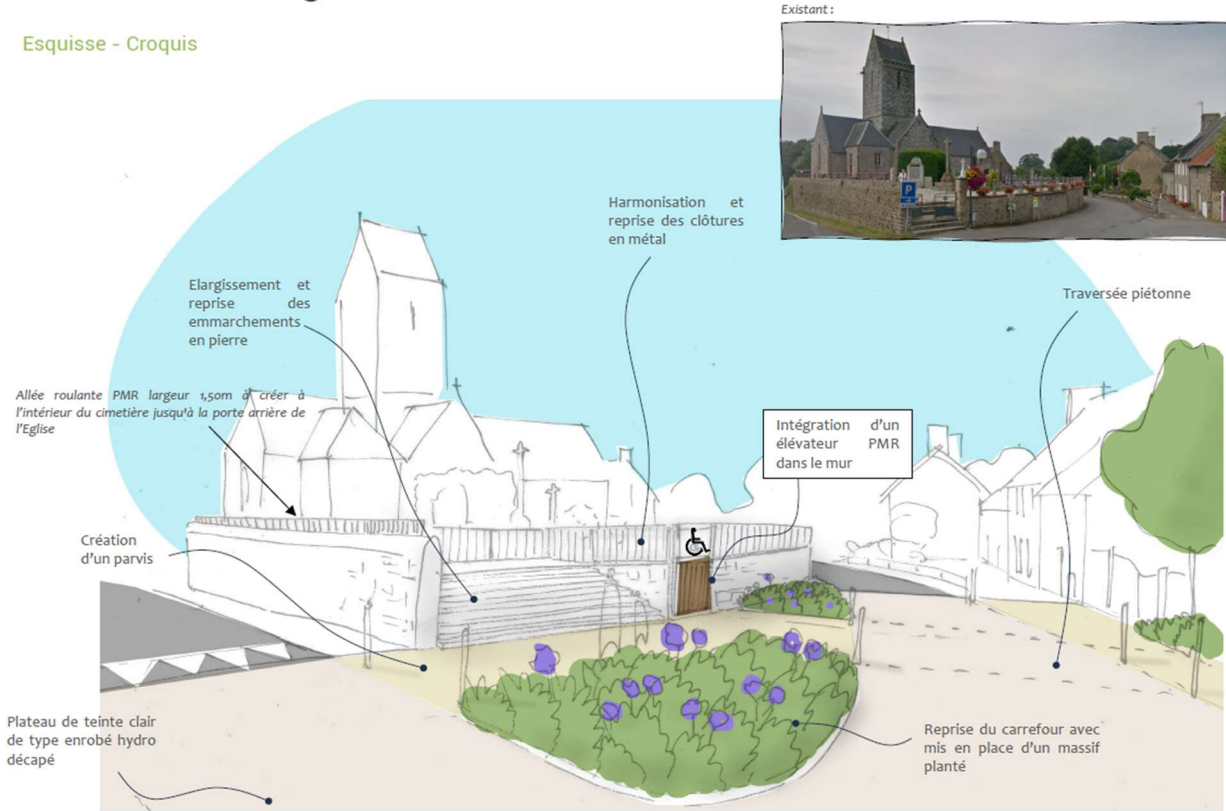 Existant :
Esquisse - Croquis
Harmonisation et
reprise des clôtures
en métal
Elargissement et
reprise des
emmarchements
en pierre
Traversée piétonne
Allée roulante PMR largeur 1,50m à créer à
l'intérieur du cimetière jusqu'à la porte arrière de
l'Eglise
Intégration d'un
élévateur PMR
dans le mur
Création
d'un parvis
Plateau de teinte clair
de type enrobé hydro
décapé
Reprise du carrefour avec
mis en place d'un massif
planté
P